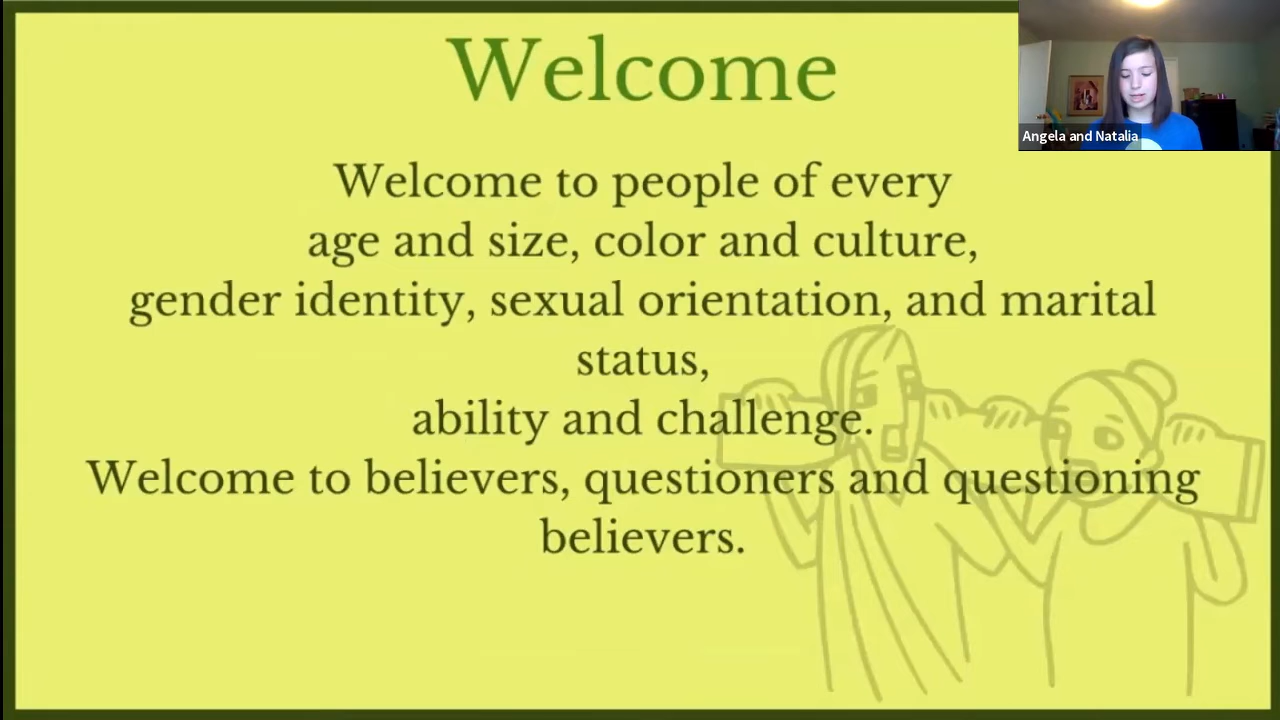 Welcome
Angela and Natalia
Welcome to people of every
age and size, color and culture,
gender identity, sexual orientation, and marital
status,
ability and challenge.
Welcome to believers, questioners and questioning
believers.